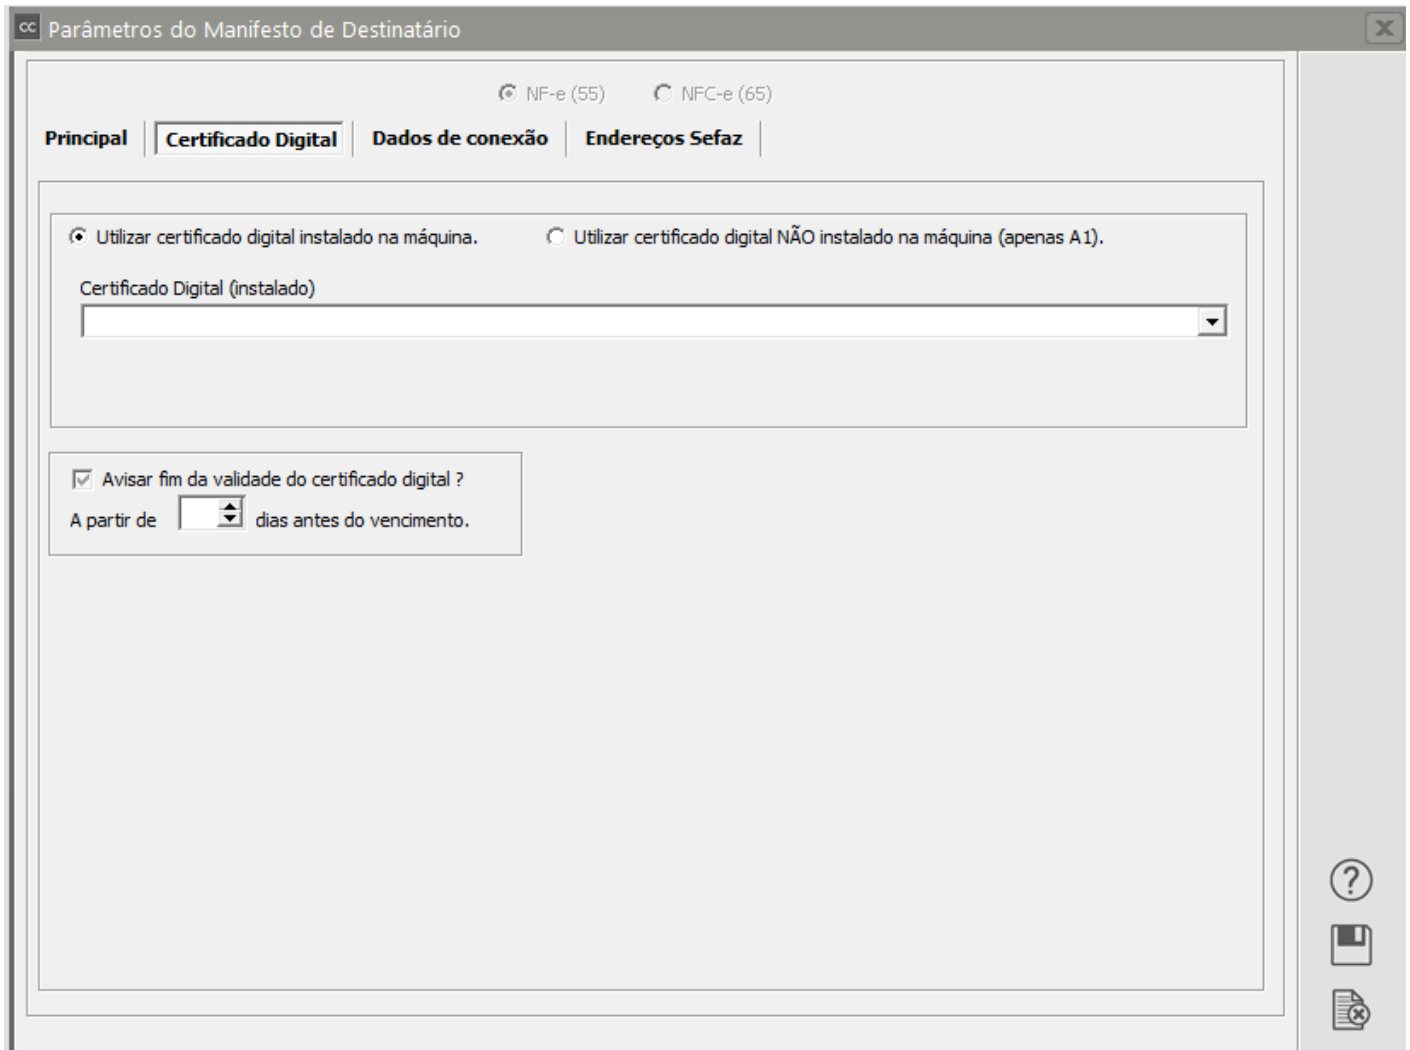 cc Parâmetros do Manifesto de Destinatário
NF-e (55) NFC-e (65)
Principal Certificado Digital Dados de conexão Endereços Sefaz
Utilizar certificado digital instalado na máquina. Utilizar certificado digital NÃO instalado na máquina (apenas A1).
Certificado Digital (instalado)
Avisar fim da validade do certificado digital ?
A partir de dias antes do vencimento.